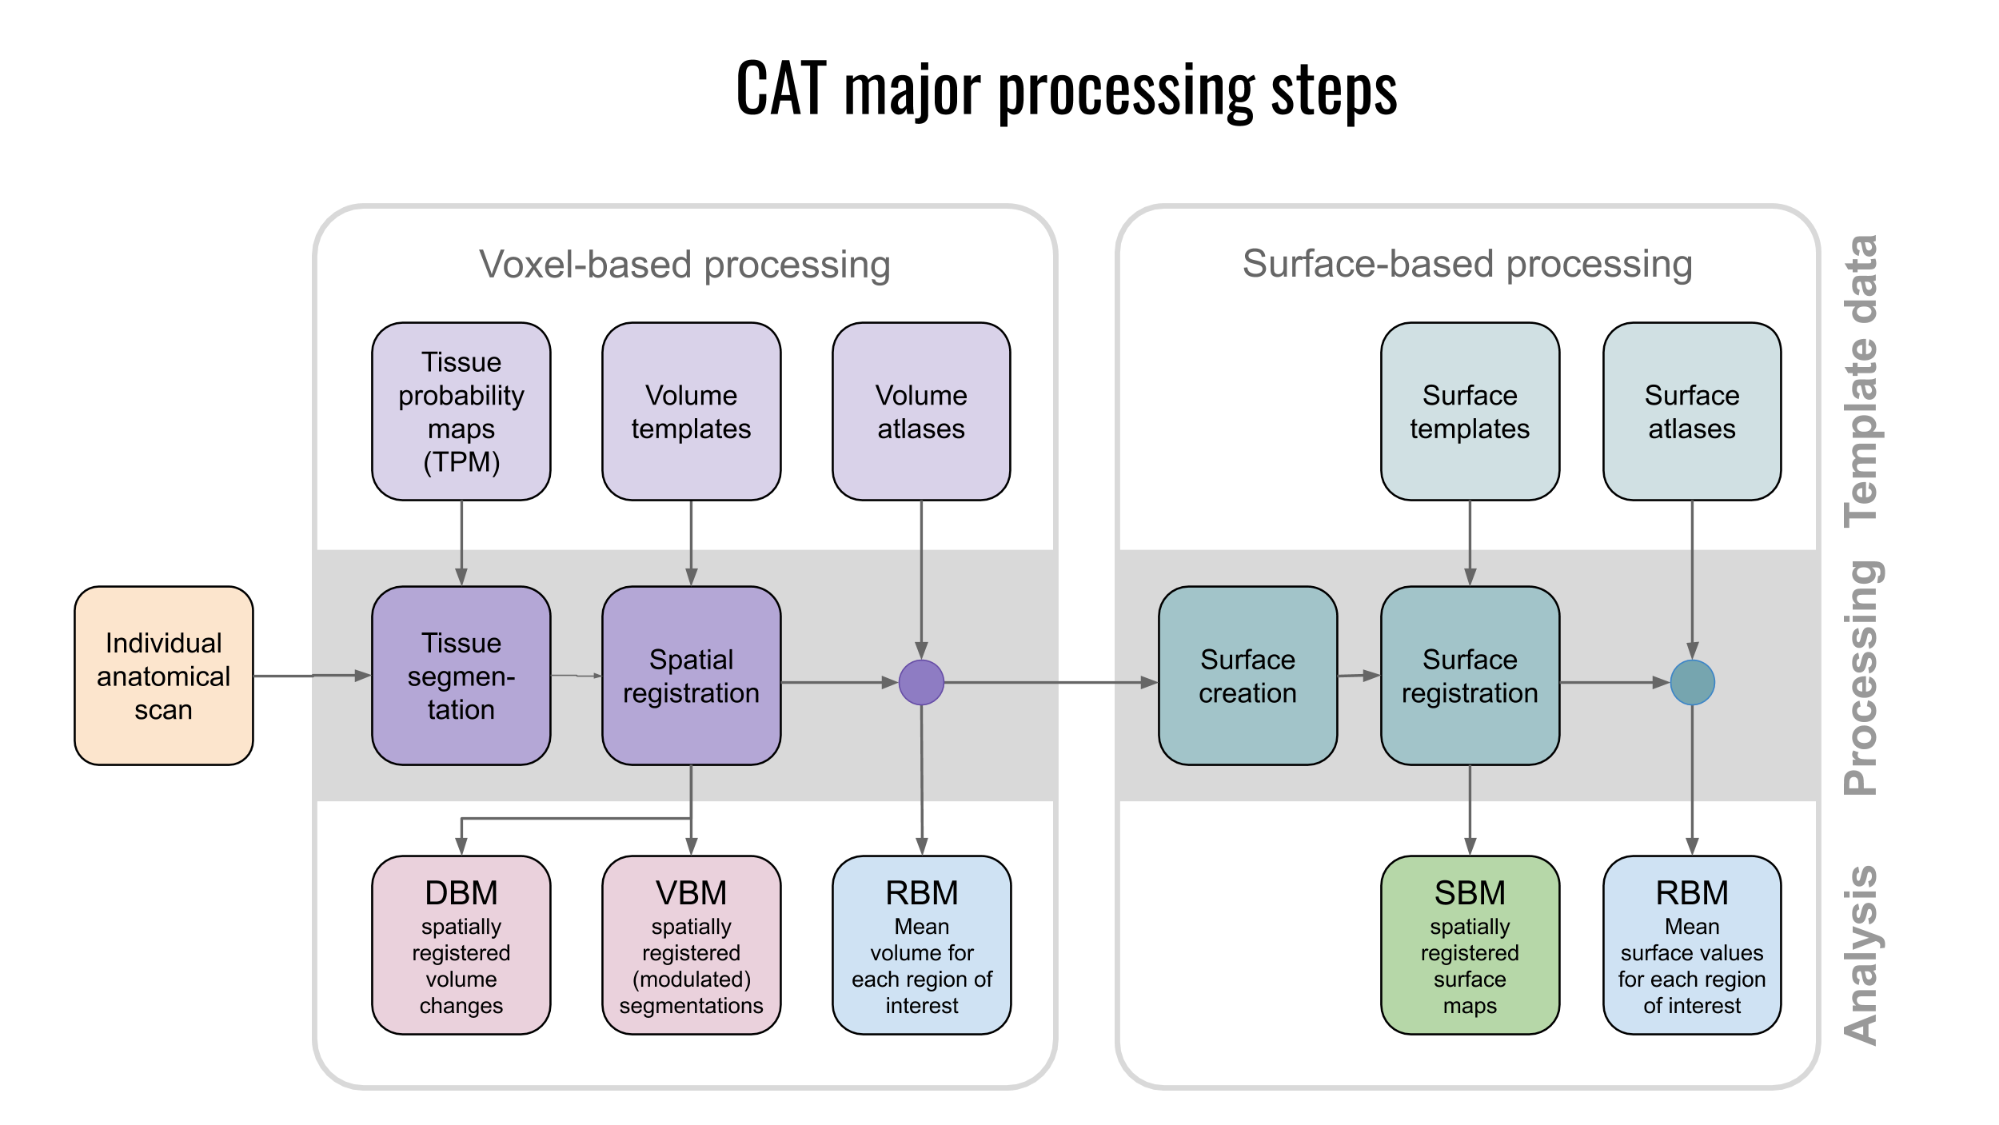 CAT major processing steps
Voxel-based processing
Surface-based processing
Template data
Processing
Analysis
Tissue
probability
maps
(TPM)
Volume
templates
Volume
atlases
Surface
templates
Surface
atlases
Individual
anatomical
scan
Tissue
segmen-
tation
Spatial
registration
Surface
creation
Surface
registration
DBM
spatially
registered
volume
changes
VBM
spatially
registered
(modulated)
segmentations
RBM
Mean
volume for
each region of
interest
SBM
spatially
registered
surface
maps
RBM
Mean
surface values
for each region
of interest